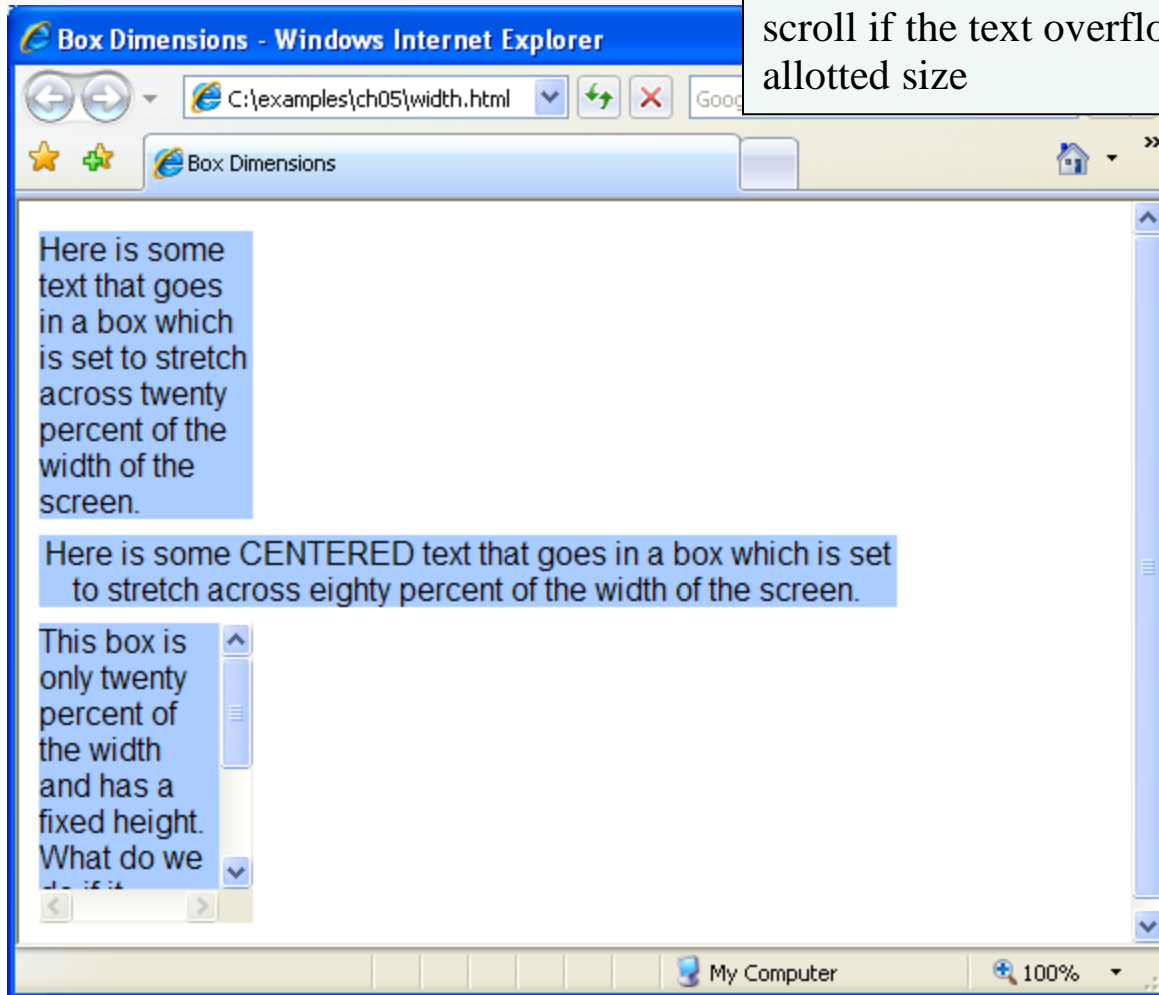 scroll if the text
allotted size
Box Dimensions - Windows Internet Explorer
C:\examples\ch05\width.html
Box Dimensions
Here is some
text that goes
in a box which
is set to stretch
across twenty
percent of the
width of the
screen.
Here is some CENTERED text that goes in a box which is set
to stretch across eighty percent of the width of the screen.
This box is
only twenty
percent of
the width
and has a
fixed height.
What do we
do if it
My Computer
100%